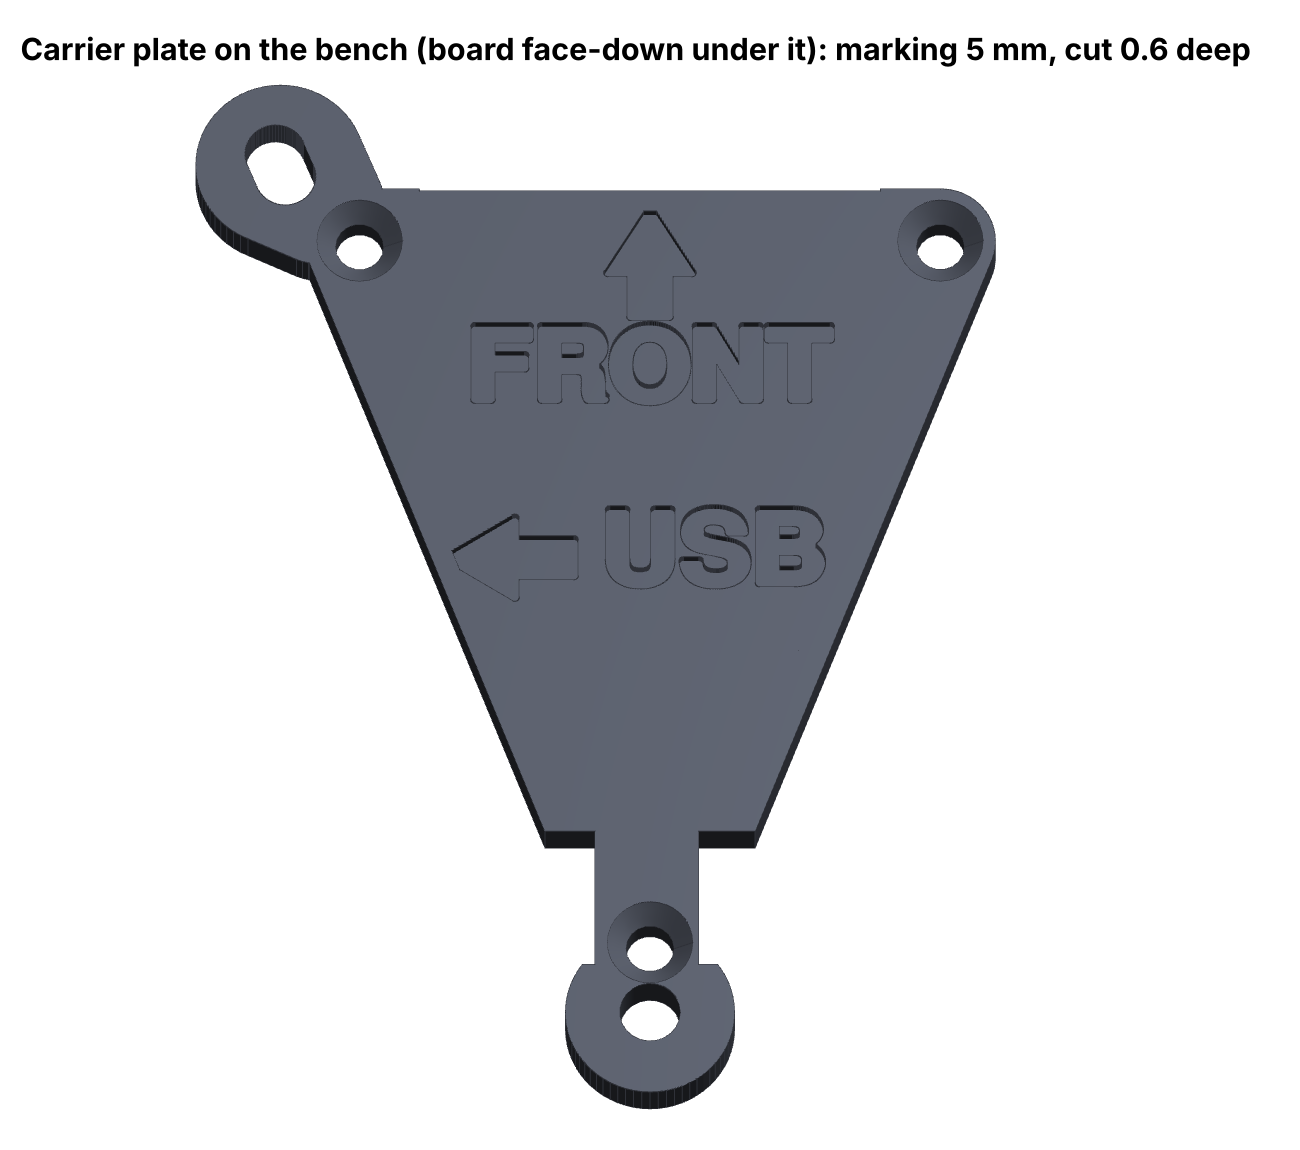 Carrier plate on the bench (board face-down under it): marking 5 mm, cut 0.6 deep
FRONT
USB